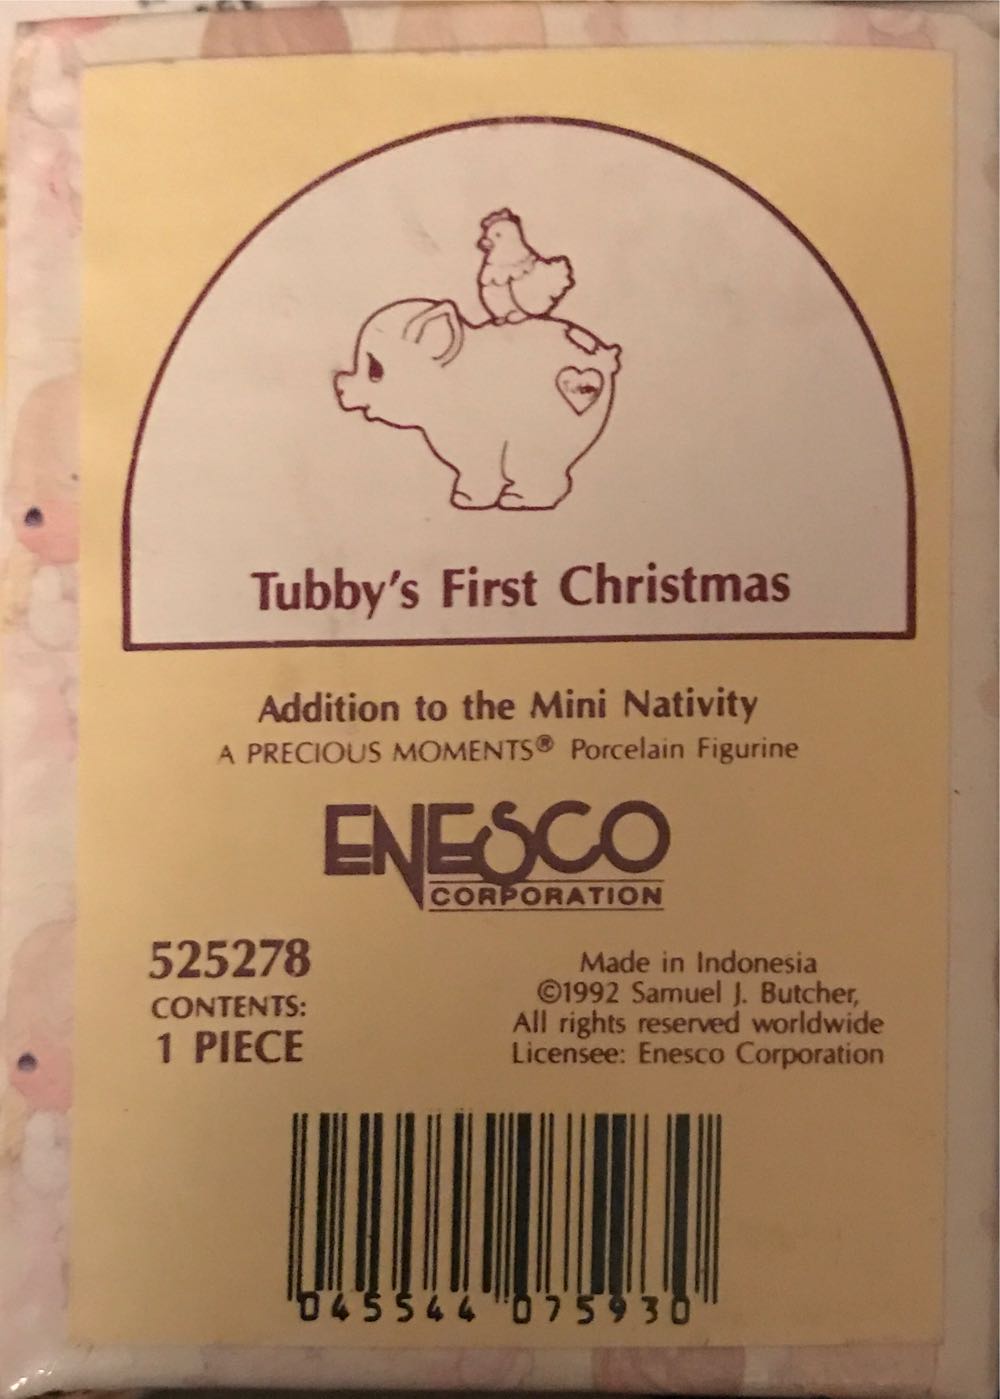 Tubby's First Christmas
Addition to the Mini Nativity
A PRECIOUS MOMENTS® Porcelain Figurine
ENESCO
CORPORATION
525278
CONTENTS:
1 PIECE
Made in Indonesia
©1992 Samuel J. Butcher,
All rights reserved worldwide
Licensee: Enesco Corporation
045544 075930